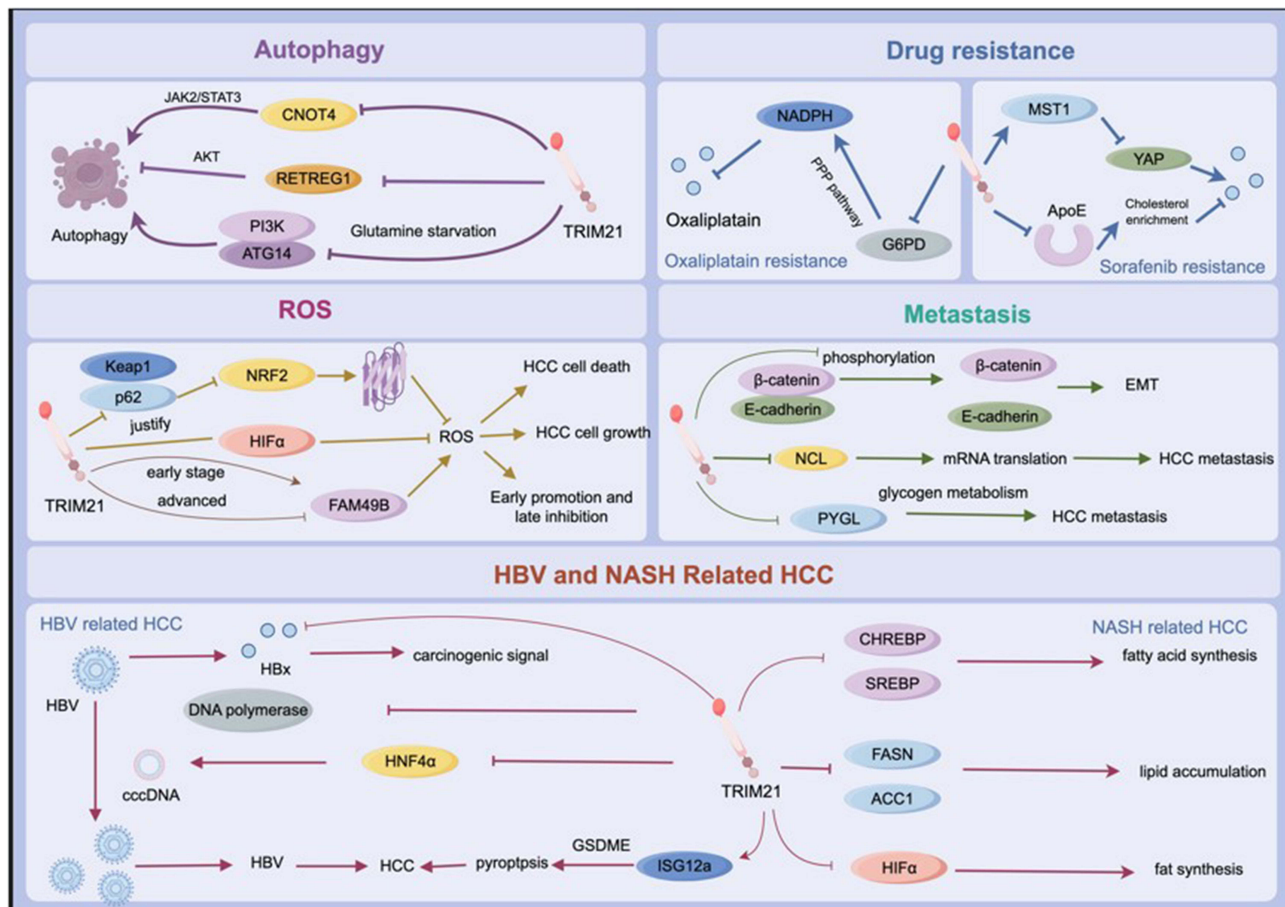 Autophagy
JAK2/STAT3
CNOT4
AKT
RETREG1
PI3K
Glutamine starvation
ATG14
Autophagy
TRIM21
Drug resistance
NADPH
PPP pathway
Oxaliplatain
G6PD
Oxaliplatain resistance
MST1
YAP
ApoE
Cholesterol
enrichment
Sorafenib resistance
ROS
Keap1
p62
justify
NRF2
HIFα
early stage
advanced
TRIM21
FAM49B
ROS
HCC cell death
HCC cell growth
Early promotion and
late inhibition
Metastasis
phosphorylation
β-catenin
E-cadherin
β-catenin
E-cadherin
EMT
NCL
mRNA translation
HCC metastasis
glycogen metabolism
PYGL
HCC metastasis
HBV and NASH Related HCC
HBV related HCC
HBV
HBx
carcinogenic signal
DNA polymerase
HNF4α
cccDNA
HBV
HCC
pyroptpsis
GSDME
ISG12a
TRIM21
NASH related HCC
CHREBP
SREBP
fatty acid synthesis
FASN
ACC1
lipid accumulation
HIFα
fat synthesis